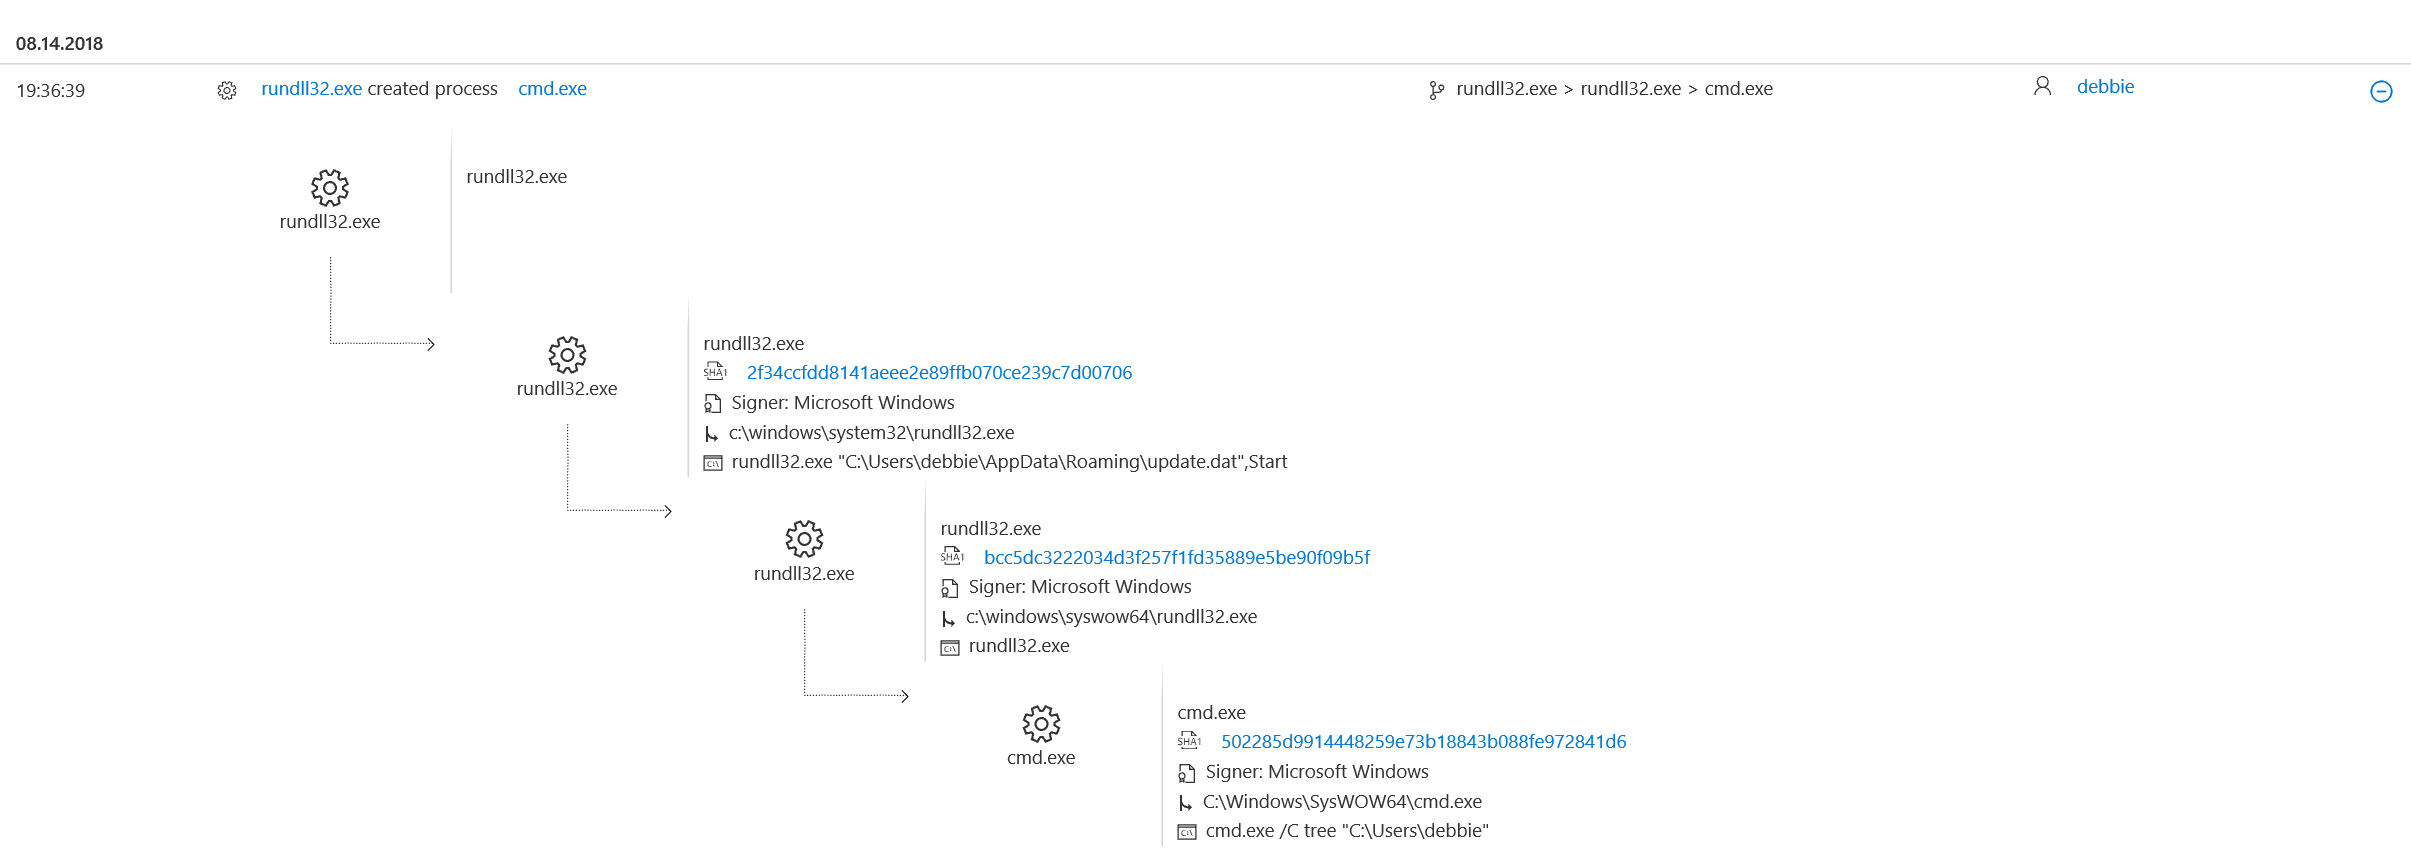 08.14.2018
19:36:39 rundll32.exe created process cmd.exe rundll32.exe > rundll32.exe > cmd.exe debbie
rundll32.exe
rundll32.exe
rundll32.exe
SHA1 2f34ccfdd8141aeee2e89ffb070ce239c7d00706
rundll32.exe
Signer: Microsoft Windows
c:\windows\system32\rundll32.exe
C:\ rundll32.exe "C:\Users\debbie\AppData\Roaming\update.dat",Start
rundll32.exe
SHA1 bcc5dc3222034d3f257f1fd35889e5be90f09b5f
rundll32.exe
Signer: Microsoft Windows
c:\windows\syswow64\rundll32.exe
C:\ rundll32.exe
cmd.exe
SHA1 502285d9914448259e73b18843b088fe972841d6
cmd.exe
Signer: Microsoft Windows
C:\Windows\SysWOW64\cmd.exe
C:\ cmd.exe /C tree "C:\Users\debbie"